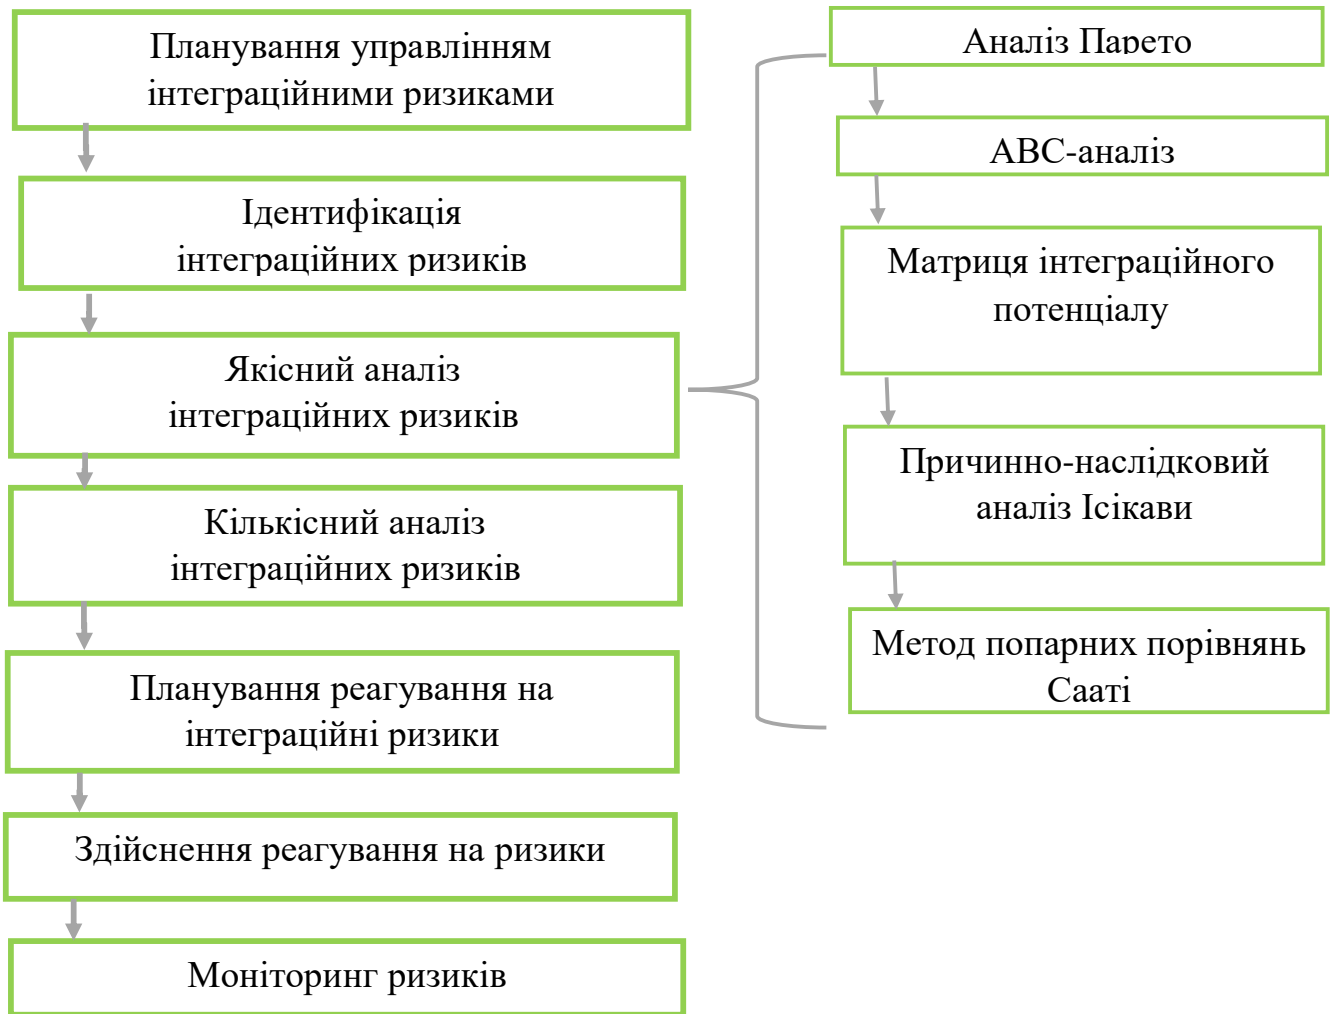 Планування управлінням
інтеграційними ризиками
Ідентифікація
інтеграційних ризиків
Якісний аналіз
інтеграційних ризиків
Кількісний аналіз
інтеграційних ризиків
Планування реагування на
інтеграційні ризики
Здійснення реагування на ризики
Моніторинг ризиків
Аналіз Парето
АВС-аналіз
Матриця інтеграційного
потенціалу
Причинно-наслідковий
аналіз Ісікави
Метод попарних порівнянь
Сааті